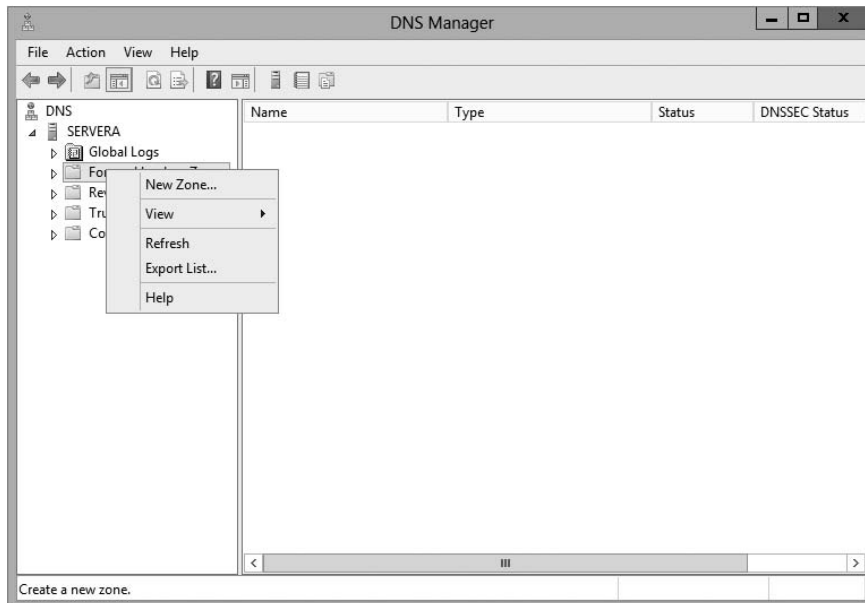 DNS Manager
File Action View Help
DNS
SERVERA
Global Logs
New Zone...
View
Refresh
Export List...
Help
Name Type Status DNSSEC Status
Create a new zone.